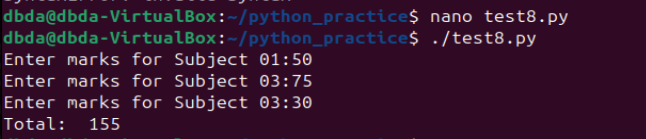 dbda@dbda-VirtualBox:~/python_practice$ nano test8.py
dbda@dbda-VirtualBox:~/python_practice$ ./test8.py
Enter marks for Subject 01:50
Enter marks for Subject 03:75
Enter marks for Subject 03:30
Total:  155